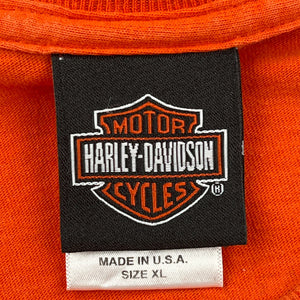 MOTOR
HARLEY-DAVIDSON
CYCLES ®
MADE IN U.S.A.
SIZE XL